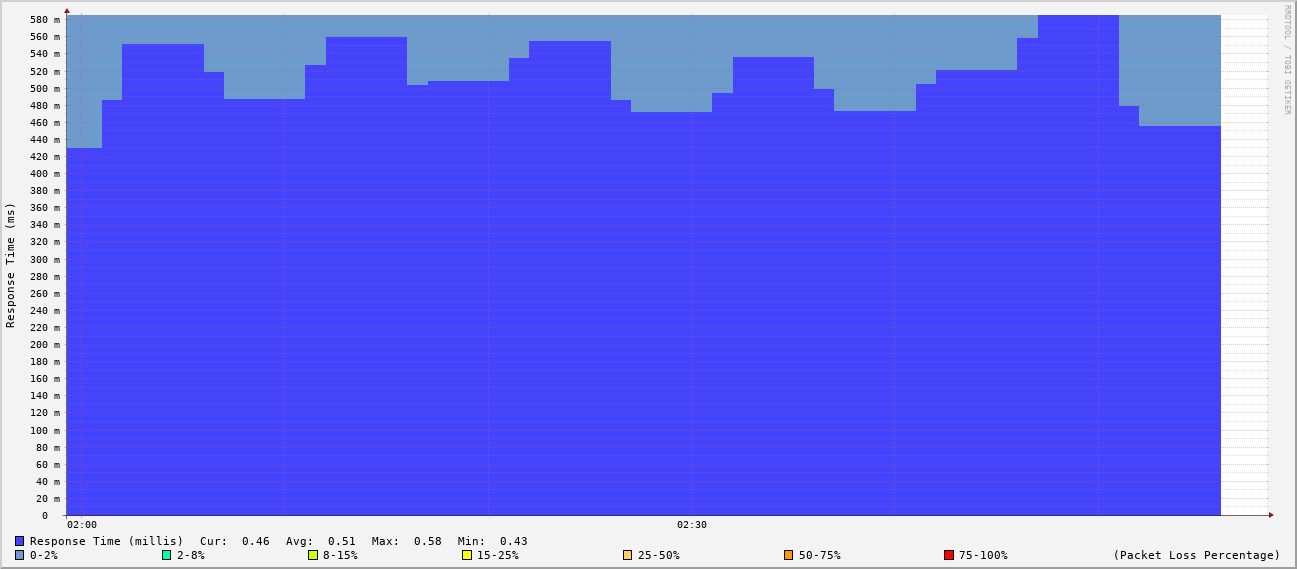 RRDTOOL / TOBI OETIKER
Response Time (ms)
580 m
560 m
540 m
520 m
500 m
480 m
460 m
440 m
420 m
400 m
380 m
360 m
340 m
320 m
300 m
280 m
260 m
240 m
220 m
200 m
180 m
160 m
140 m
120 m
100 m
80 m
60 m
40 m
20 m
0
02:00 02:30
Response Time (millis) Cur: 0.46 Avg: 0.51 Max: 0.58 Min: 0.43
0-2% 2-8% 8-15% 15-25% 25-50% 50-75% 75-100% (Packet Loss Percentage)